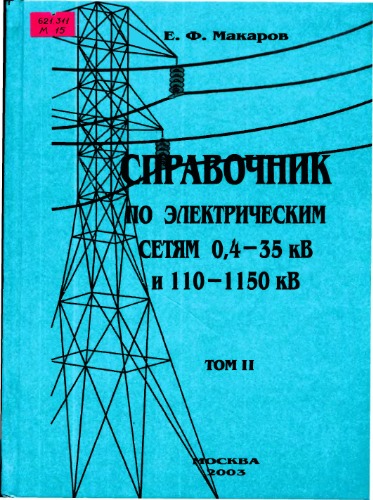 621.311
М 15
Е. Ф. Макаров
СПРАВОЧНИК
ПО ЭЛЕКТРИЧЕСКИМ
СЕТЯМ 0,4–35 кВ
и 110–1150 кВ
ТОМ II
МОСКВА
2003